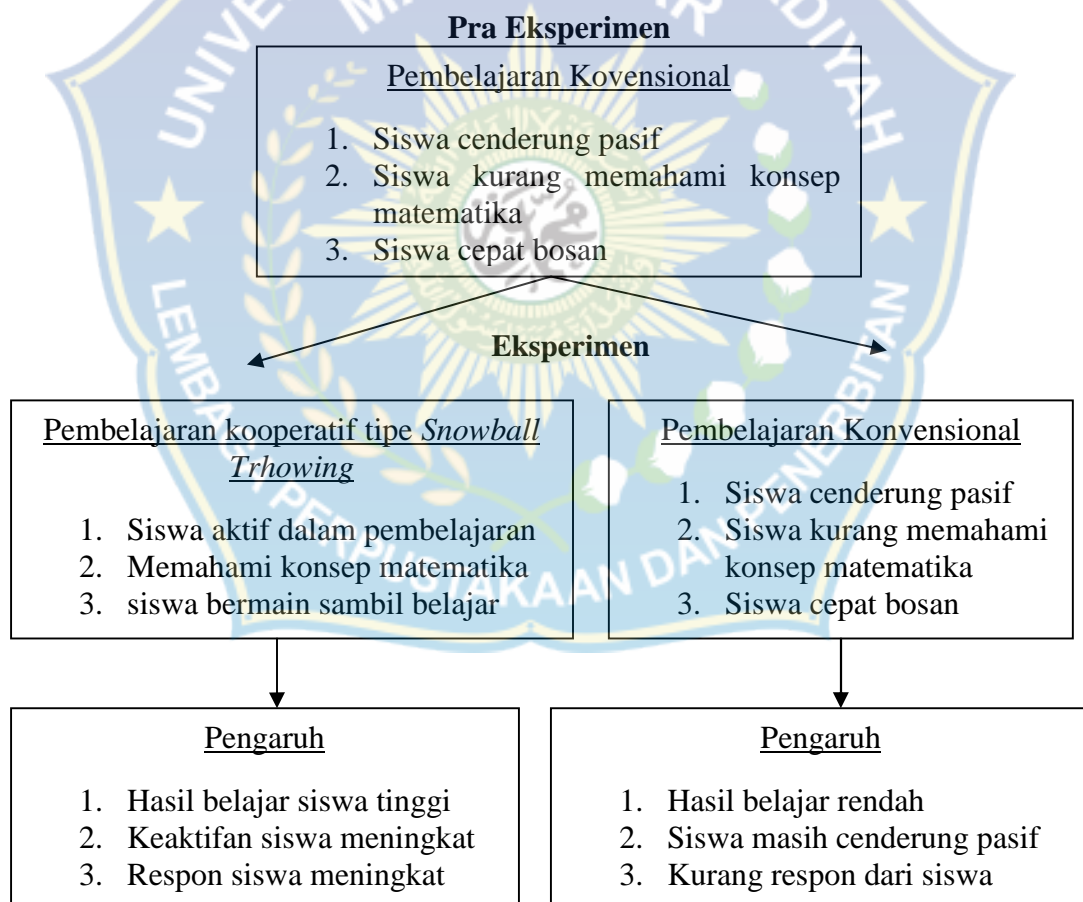 Pra Eksperimen
Pembelajaran Kovensional
1. Siswa cenderung pasif
2. Siswa kurang memahami konsep
matematika
3. Siswa cepat bosan
Eksperimen
Pembelajaran kooperatif tipe Snowball
Trhowing
1. Siswa aktif dalam pembelajaran
2. Memahami konsep matematika
3. siswa bermain sambil belajar
Pembelajaran Konvensional
1. Siswa cenderung pasif
2. Siswa kurang memahami
konsep matematika
3. Siswa cepat bosan
Pengaruh
1. Hasil belajar siswa tinggi
2. Keaktifan siswa meningkat
3. Respon siswa meningkat
Pengaruh
1. Hasil belajar rendah
2. Siswa masih cenderung pasif
3. Kurang respon dari siswa
LEMBAGA PERPUSTAKAAN DAN PENERBITAN